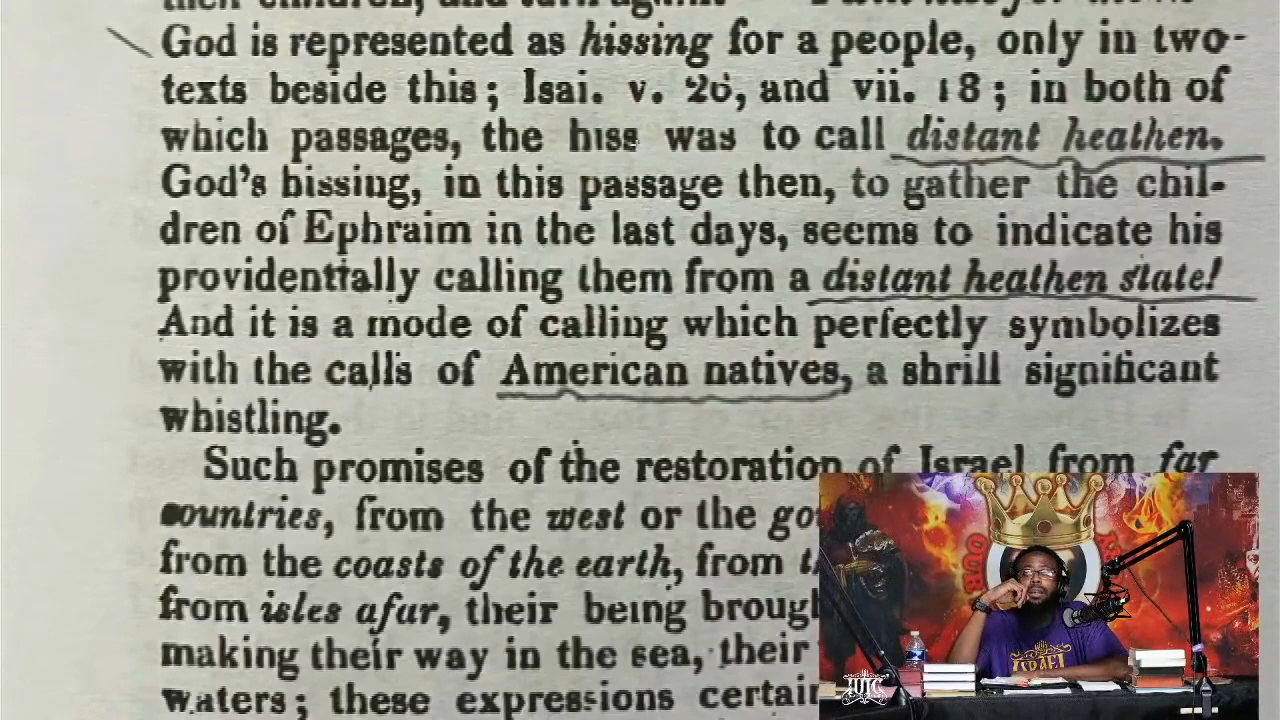 God is represented as hissing for a people, only in two-
texts beside this; Isai. v. 26, and vii. 18; in both of
which passages, the hiss was to call distant heathen.
God's hissing, in this passage then, to gather the chil-
dren of Ephraim in the last days, seems to indicate his
providentially calling them from a distant heathen state!
And it is a mode of calling which perfectly symbolizes
with the calls of American natives, a shrill significant
whistling.
Such promises of the restoration of Israel from far
countries, from the west or the go
from the coasts of the earth, from
from isles afar, their being brough
making their way in the sea, their
waters; these expressions certain
OUR
ISRAEL